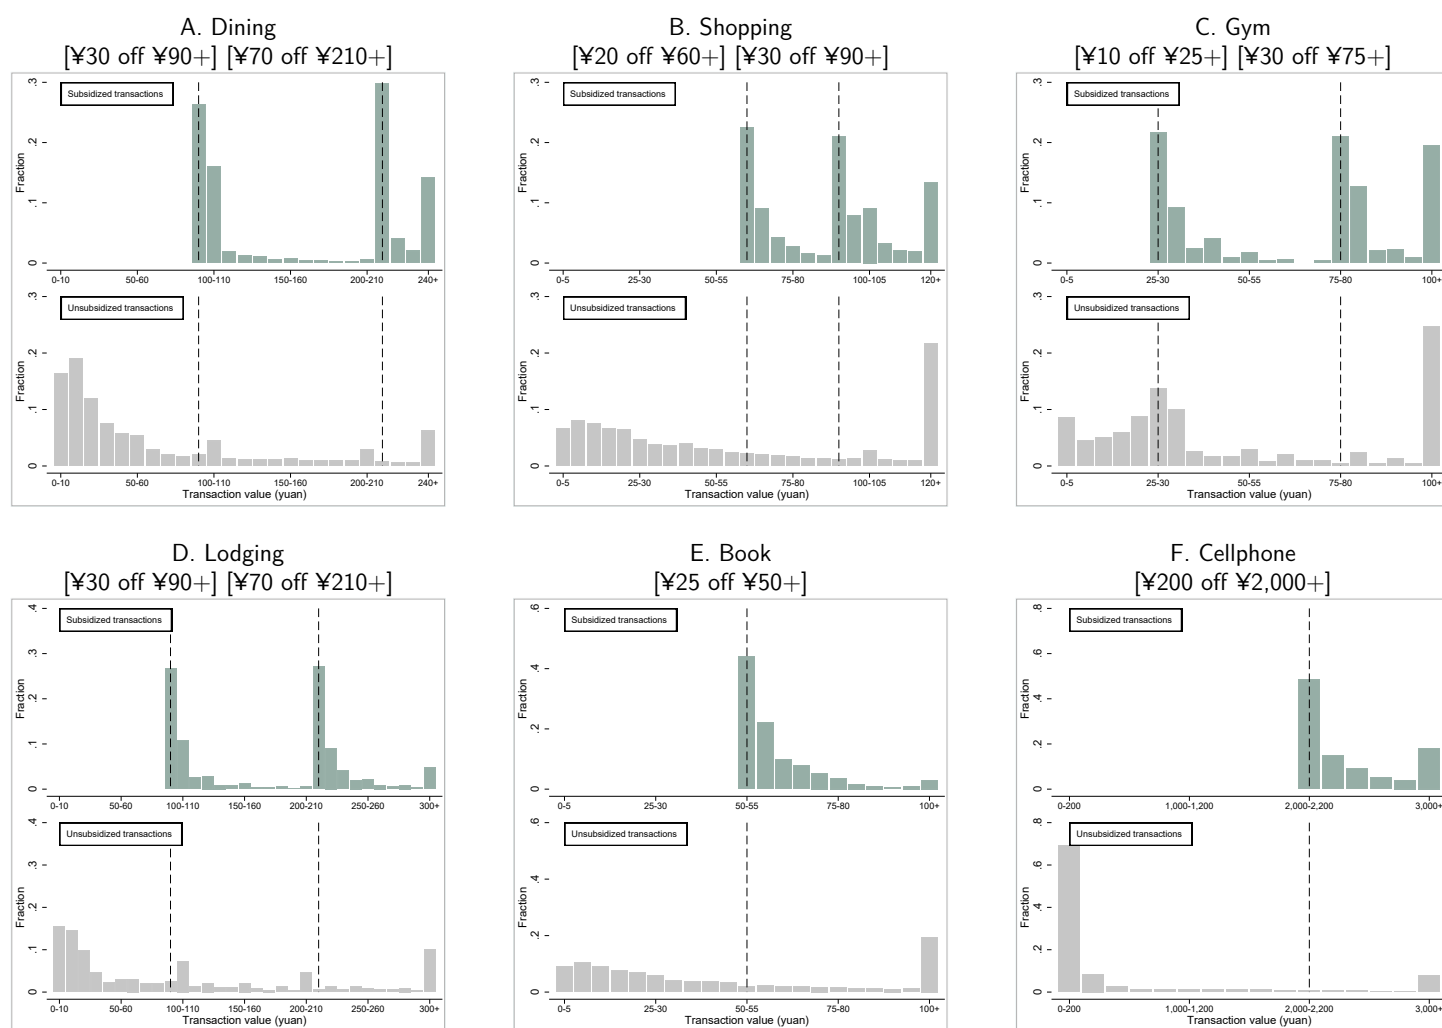 A. Dining
[¥30 off ¥90+] [¥70 off ¥210+]
.3
Subsidized transactions
.2
Fraction
.1
0
0-10 50-60 100-110 150-160 200-210 240+
.3
Unsubsidized transactions
.2
Fraction
.1
0
0-10 50-60 100-110 150-160 200-210 240+
Transaction value (yuan)
B. Shopping
[¥20 off ¥60+] [¥30 off ¥90+]
.3
Subsidized transactions
.2
Fraction
.1
0
0-5 25-30 50-55 75-80 100-105 120+
.3
Unsubsidized transactions
.2
Fraction
.1
0
0-5 25-30 50-55 75-80 100-105 120+
Transaction value (yuan)
C. Gym
[¥10 off ¥25+] [¥30 off ¥75+]
.3
Subsidized transactions
.2
Fraction
.1
0
0-5 25-30 50-55 75-80 100+
.3
Unsubsidized transactions
.2
Fraction
.1
0
0-5 25-30 50-55 75-80 100+
Transaction value (yuan)
D. Lodging
[¥30 off ¥90+] [¥70 off ¥210+]
.4
Subsidized transactions
.3
.2
Fraction
.1
0
0-10 50-60 100-110 150-160 200-210 250-260 300+
.4
Unsubsidized transactions
.3
.2
Fraction
.1
0
0-10 50-60 100-110 150-160 200-210 250-260 300+
Transaction value (yuan)
E. Book
[¥25 off ¥50+]
.6
Subsidized transactions
.4
Fraction
.2
0
0-5 25-30 50-55 75-80 100+
.6
Unsubsidized transactions
.4
Fraction
.2
0
0-5 25-30 50-55 75-80 100+
Transaction value (yuan)
F. Cellphone
[¥200 off ¥2,000+]
.8
Subsidized transactions
.6
.4
Fraction
.2
0
0-200 1,000-1,200 2,000-2,200 3,000+
.8
Unsubsidized transactions
.6
.4
Fraction
.2
0
0-200 1,000-1,200 2,000-2,200 3,000+
Transaction value (yuan)